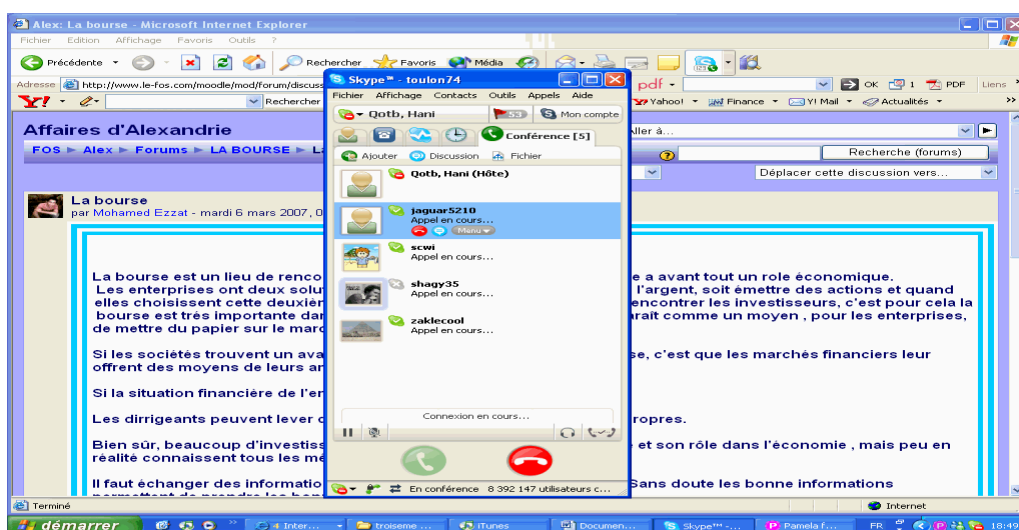 Alex: La bourse - Microsoft Internet Explorer
Fichier Edition Affichage Favoris Outils ?
Précédente Rechercher Favoris Média
Adresse http://www.le-fos.com/moodle/mod/forum/discuss
pdf OK 1 PDF Liens
Y! Rechercher
Yahoo! Finance Y! Mail Actualités
Affaires d'Alexandrie
Aller à...
FOS ► Alex ► Forums ► LA BOURSE ►
Recherche (forums)
Déplacer cette discussion vers...
La bourse
par Mohamed Ezzat - mardi 6 mars 2007, 0
La bourse est un lieu de renco
e a avant tout un role économique.
Les enterprises ont deux solu
l'argent, soit émettre des actions et quand
elles choisissent cette deuxièr
encontrer les investisseurs, c'est pour cela la
bourse est trés importante dar
raît comme un moyen , pour les enterprises,
de mettre du papier sur le marc
Si les sociétés trouvent un ava
se, c'est que les marchés financiers leur
offrent des moyens de leurs ar
Si la situation financiére de l'er
Les dirrigeants peuvent lever c
ropres.
Bien sûr, beaucoup d'investiss
et son rôle dans l'économie , mais peu en
réalité connaissent tous les mé
Il faut échanger des informatio
Sans doute les bonne informations
Skype™ - toulon74
Fichier Affichage Contacts Outils Appels Aide
Qotb, Hani Mon compte
Conférence [5]
Ajouter Discussion Fichier
Qotb, Hani (Hôte)
jaguar5210
Appel en cours...
Menu
scwi
Appel en cours...
shagy35
Appel en cours...
zaklecool
Appel en cours...
Connexion en cours...
En conférence 8 392 147 utilisateurs c...
Terminé
Internet
démarrer 4 Inter... troiseme ... iTunes Documen... Skype™ -... Pamela f... FR 18:49